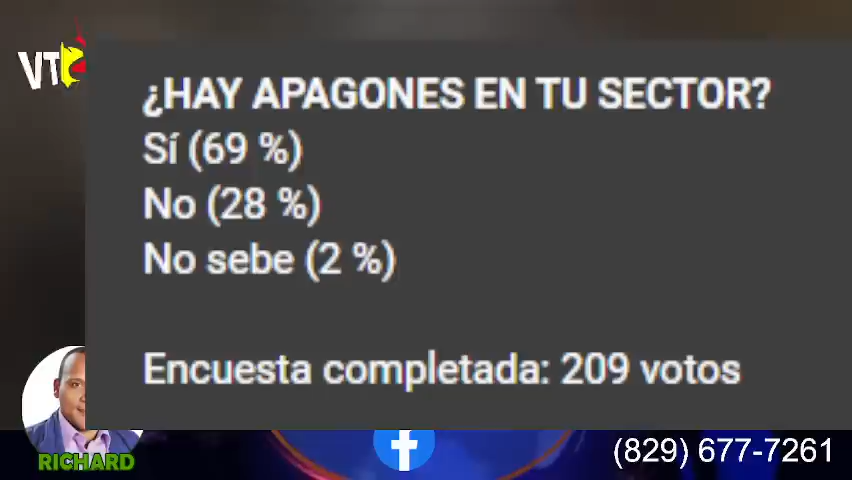 VT
¿HAY APAGONES EN TU SECTOR?
Sí (69 %)
No (28 %)
No sebe (2 %)
Encuesta completada: 209 votos
RICHARD
(829) 677-7261